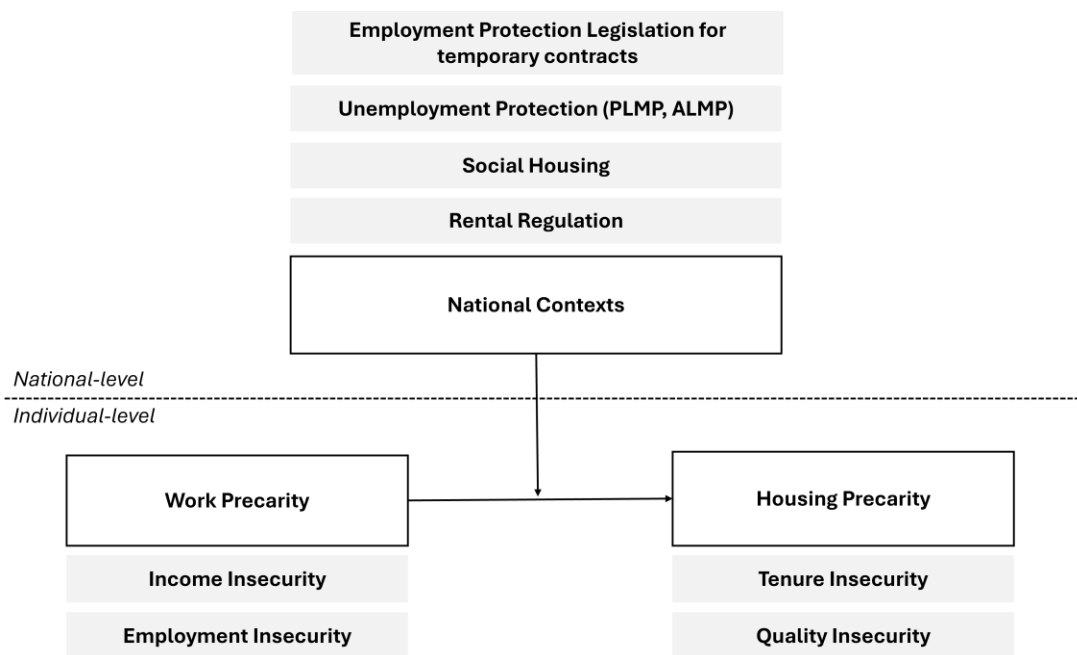 Employment Protection Legislation for
temporary contracts
Unemployment Protection (PLMP, ALMP)
Social Housing
Rental Regulation
National Contexts
National-level
Individual-level
Work Precarity
Housing Precarity
Income Insecurity
Tenure Insecurity
Employment Insecurity
Quality Insecurity